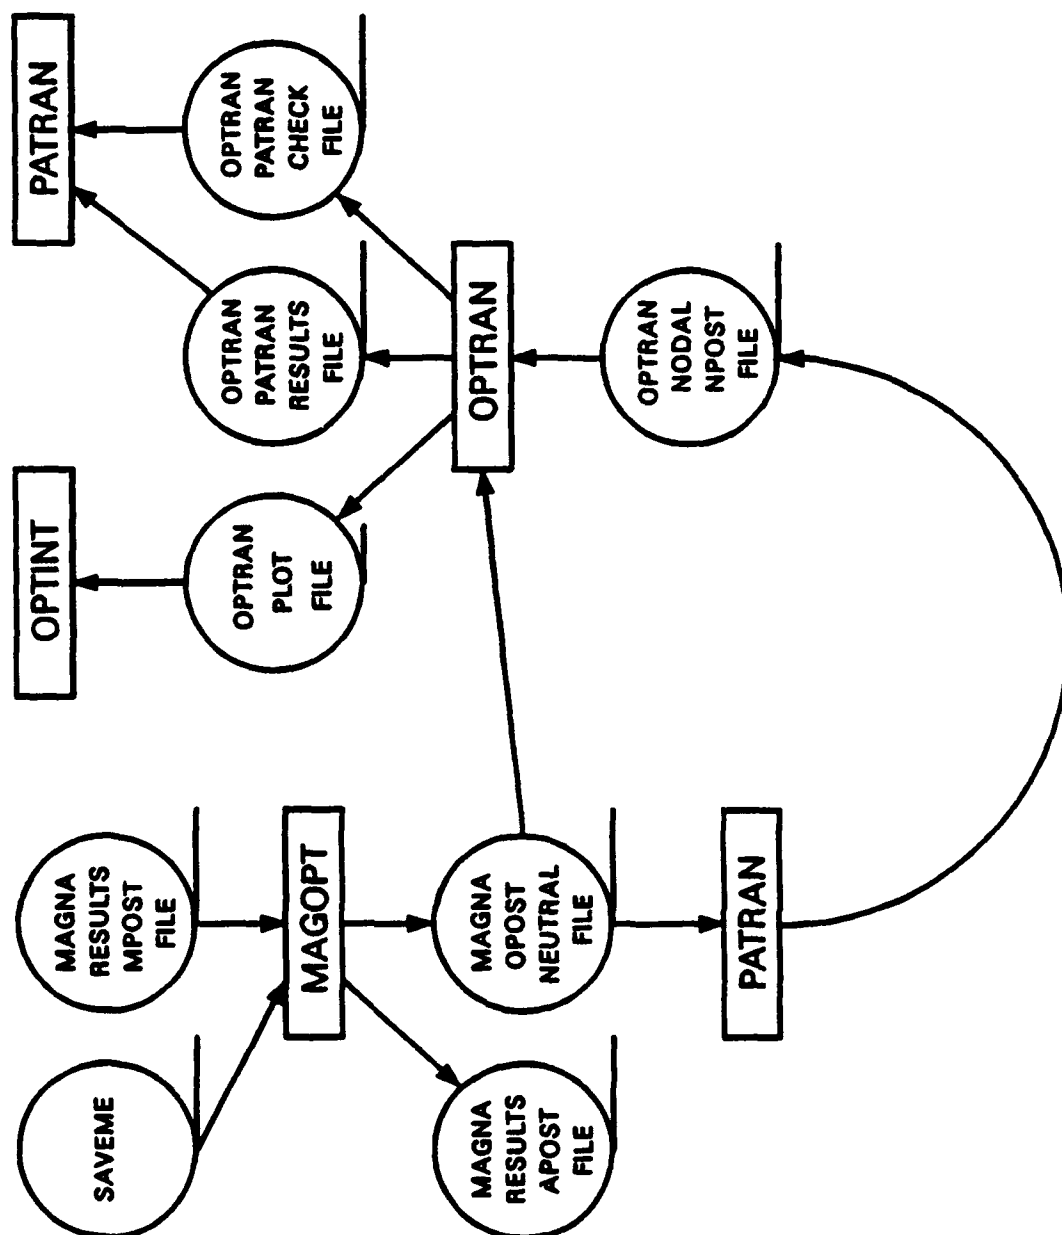 SAVEME
MAGNA
RESULTS
MPOST
FILE
MAGOPT
MAGNA
RESULTS
APOST
FILE
MAGNA
OPOST
NEUTRAL
FILE
PATRAN
OPTINT
PATRAN
OPTRAN
PLOT
FILE
OPTRAN
PATRAN
RESULTS
FILE
OPTRAN
PATRAN
CHECK
FILE
OPTRAN
OPTRAN
NODAL
NPOST
FILE